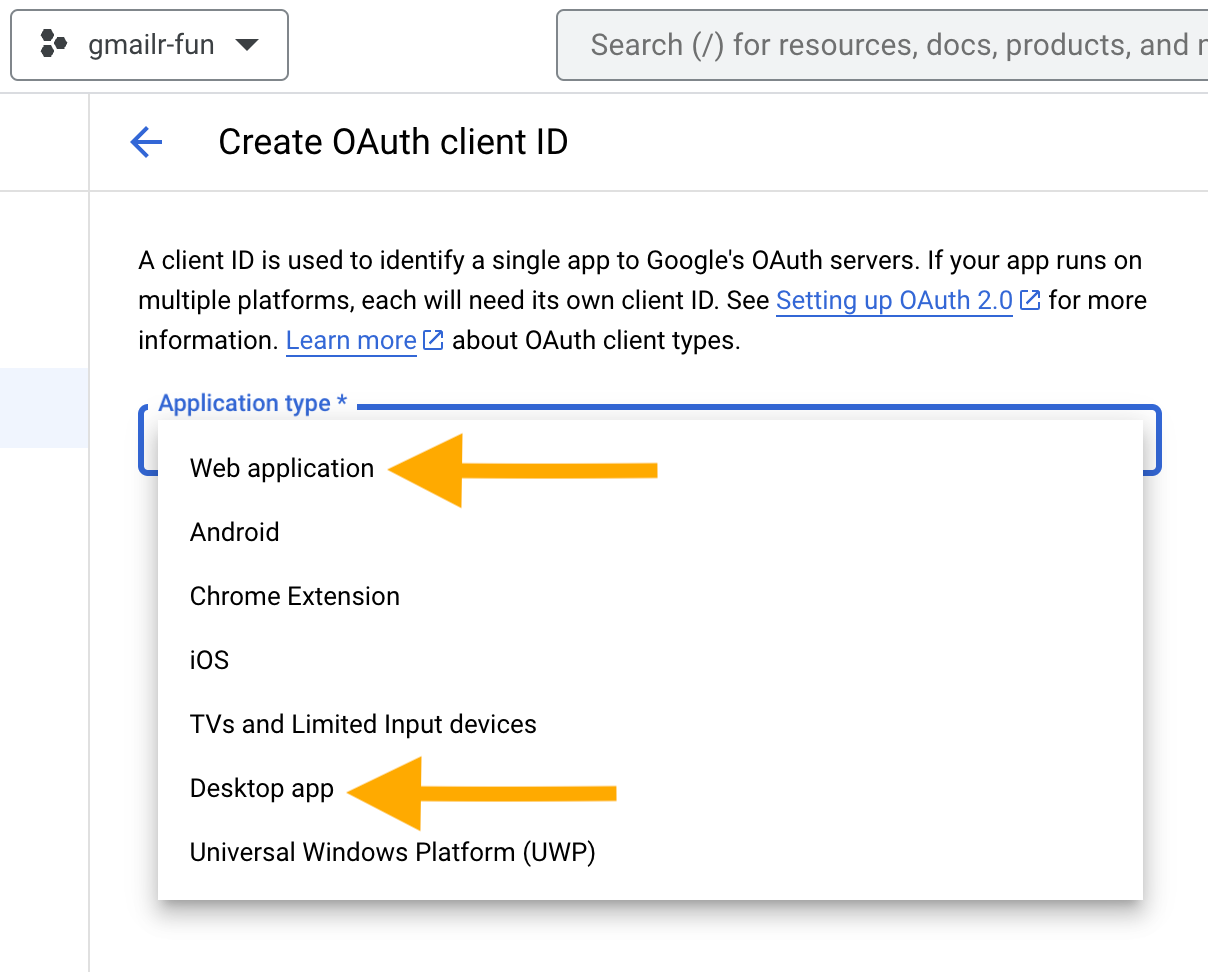 gmailr-fun
Search (/) for resources, docs, products, and
Create OAuth client ID
A client ID is used to identify a single app to Google's OAuth servers. If your app runs on
multiple platforms, each will need its own client ID. See Setting up OAuth 2.0 for more
information. Learn more about OAuth client types.
Application type *
Web application
Android
Chrome Extension
iOS
TVs and Limited Input devices
Desktop app
Universal Windows Platform (UWP)